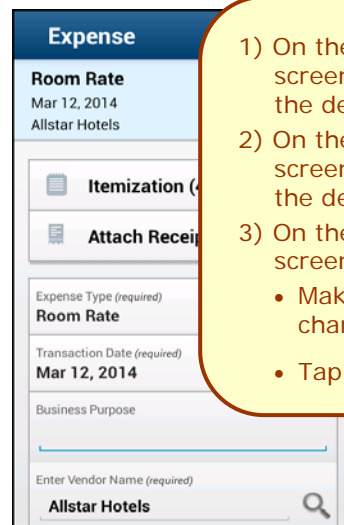 Expense
Room Rate
Mar 12, 2014
Allstar Hotels
Itemization (
Attach Receip
Expense Type (required)
Room Rate
Transaction Date (required)
Mar 12, 2014
Business Purpose
Enter Vendor Name (required)
Allstar Hotels
1) On the
screen
the de
2) On the
screen
the de
3) On the
screen
• Mak
chan
• Tap